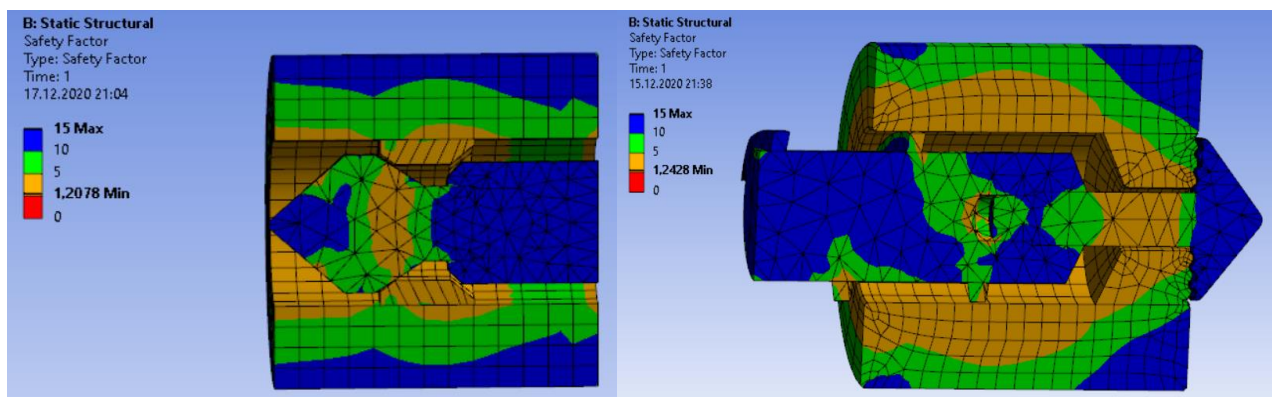 B: Static Structural
Safety Factor
Type: Safety Factor
Time: 1
17.12.2020 21:04
15 Max
10
5
1,2078 Min
0
B: Static Structural
Safety Factor
Type: Safety Factor
Time: 1
15.12.2020 21:38
15 Max
10
5
1,2428 Min
0